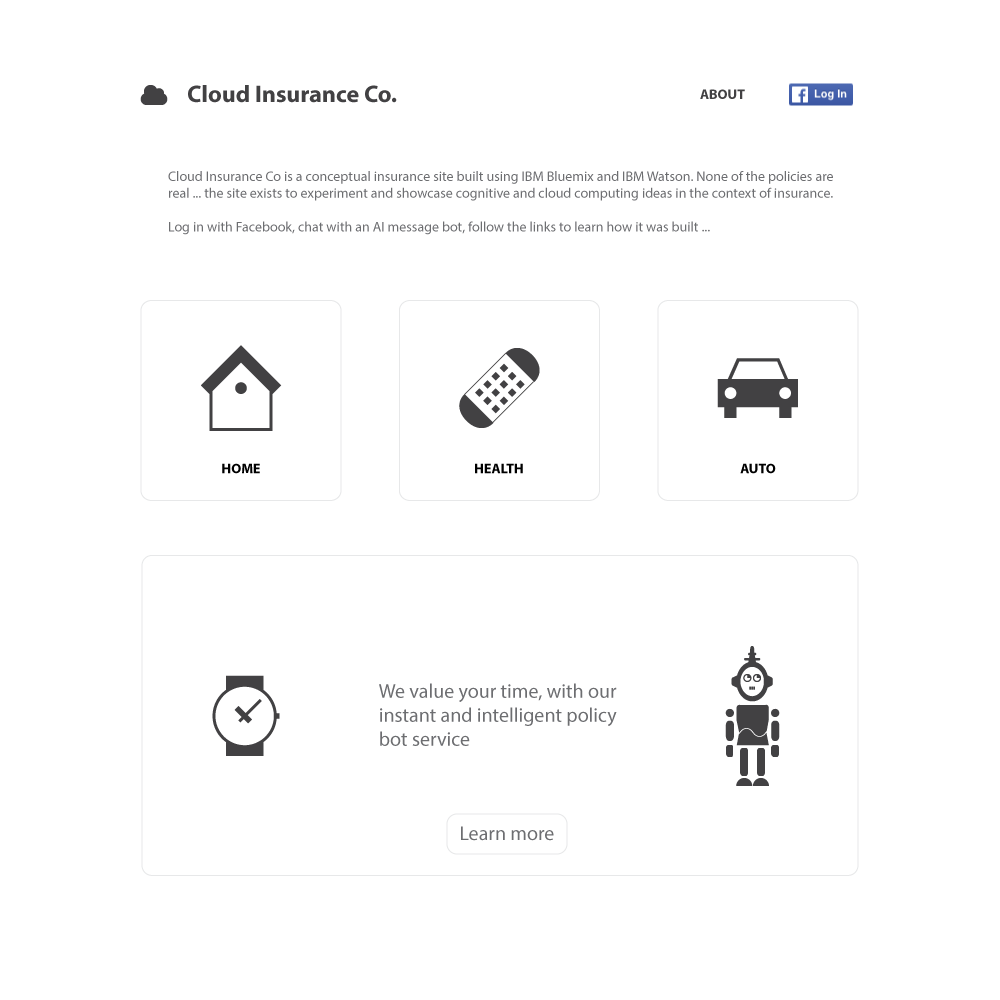 Cloud Insurance Co.
ABOUT
f Log In
Cloud Insurance Co is a conceptual insurance site built using IBM Bluemix and IBM Watson. None of the policies are
real ... the site exists to experiment and showcase cognitive and cloud computing ideas in the context of insurance.
Log in with Facebook, chat with an AI message bot, follow the links to learn how it was built ...
HOME
HEALTH
AUTO
We value your time, with our
instant and intelligent policy
bot service
Learn more